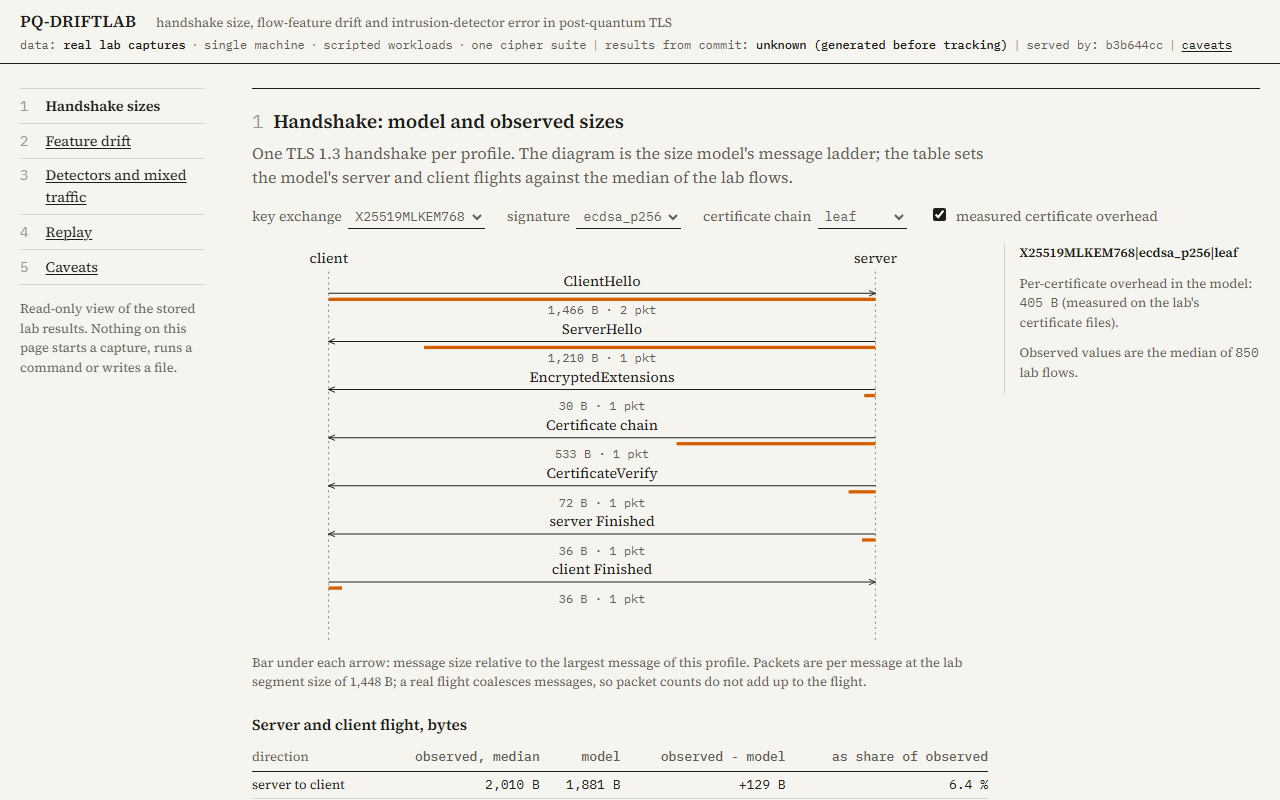 PQ-DRIFTLAB handshake size, flow-feature drift and intrusion-detector error in post-quantum TLS
data: real lab captures · single machine · scripted workloads · one cipher suite | results from commit: unknown (generated before tracking) | served by: b3b644cc | caveats
1 Handshake sizes
2 Feature drift
3 Detectors and mixed
traffic
4 Replay
5 Caveats
Read-only view of the stored
lab results. Nothing on this
page starts a capture, runs a
command or writes a file.
1 Handshake: model and observed sizes
One TLS 1.3 handshake per profile. The diagram is the size model's message ladder; the table sets
the model's server and client flights against the median of the lab flows.
key exchange X25519MLKEM768 signature ecdsa_p256 certificate chain leaf measured certificate overhead
client server
ClientHello
1,466 B · 2 pkt
ServerHello
1,210 B · 1 pkt
EncryptedExtensions
30 B · 1 pkt
Certificate chain
533 B · 1 pkt
CertificateVerify
72 B · 1 pkt
server Finished
36 B · 1 pkt
client Finished
36 B · 1 pkt
X25519MLKEM768|ecdsa_p256|leaf
Per-certificate overhead in the model:
405 B (measured on the lab's
certificate files).
Observed values are the median of 850
lab flows.
Bar under each arrow: message size relative to the largest message of this profile. Packets are per message at the lab
segment size of 1,448 B; a real flight coalesces messages, so packet counts do not add up to the flight.
Server and client flight, bytes
direction observed, median model observed - model as share of observed
server to client 2,010 B 1,881 B +129 B 6.4 %